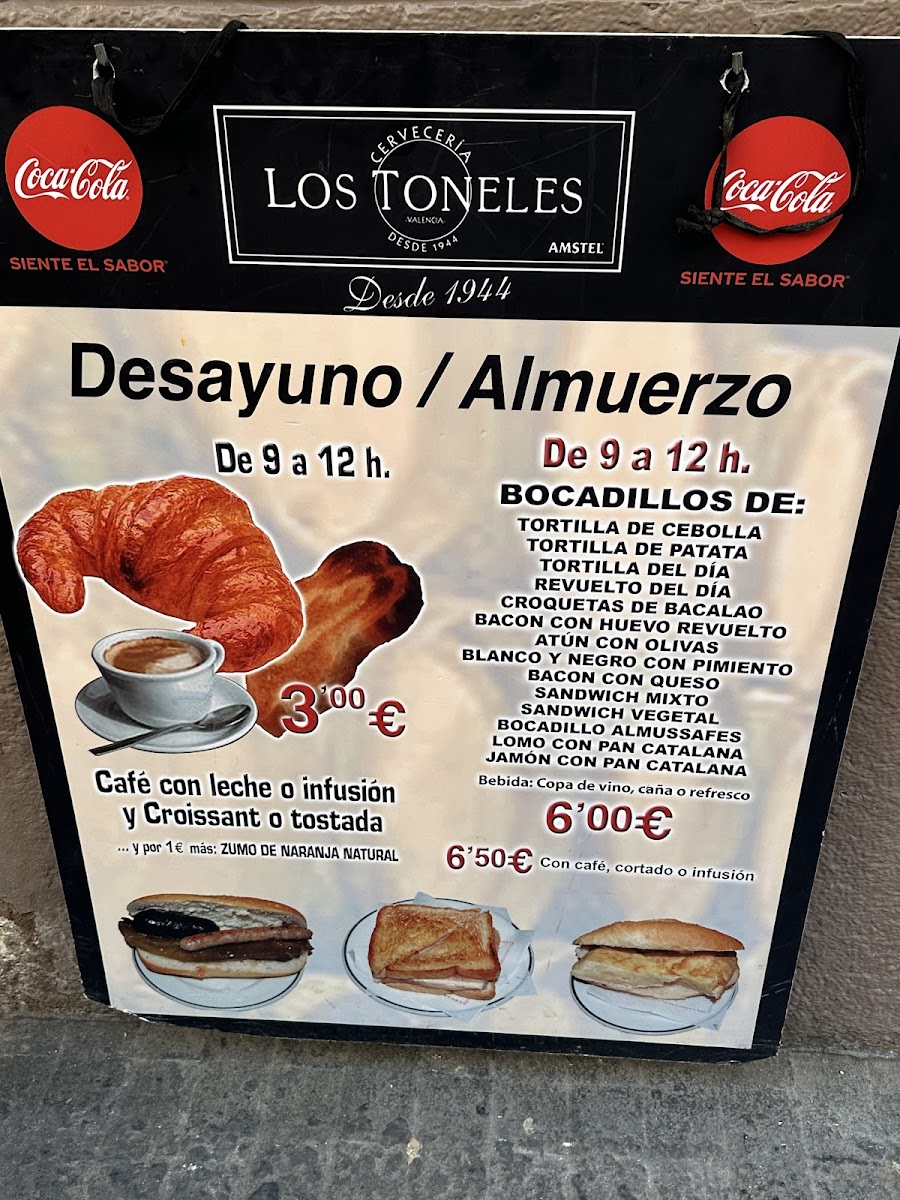 Coca-Cola
SIENTE EL SABOR
CERVECERÍA
LOS TONELES
·VALENCIA·
DESDE 1944
AMSTEL
Coca-Cola
SIENTE EL SABOR
Desde 1944
Desayuno / Almuerzo
De 9 a 12 h.
3'00 €
Café con leche o infusión
y Croissant o tostada
... y por 1€ más: ZUMO DE NARANJA NATURAL
De 9 a 12 h.
BOCADILLOS DE:
TORTILLA DE CEBOLLA
TORTILLA DE PATATA
TORTILLA DEL DÍA
REVUELTO DEL DÍA
CROQUETAS DE BACALAO
BACON CON HUEVO REVUELTO
ATÚN CON OLIVAS
BLANCO Y NEGRO CON PIMIENTO
BACON CON QUESO
SANDWICH MIXTO
SANDWICH VEGETAL
BOCADILLO ALMUSSAFES
LOMO CON PAN CATALANA
JAMÓN CON PAN CATALANA
Bebida: Copa de vino, caña o refresco
6'00€
6'50€ Con café, cortado o infusión